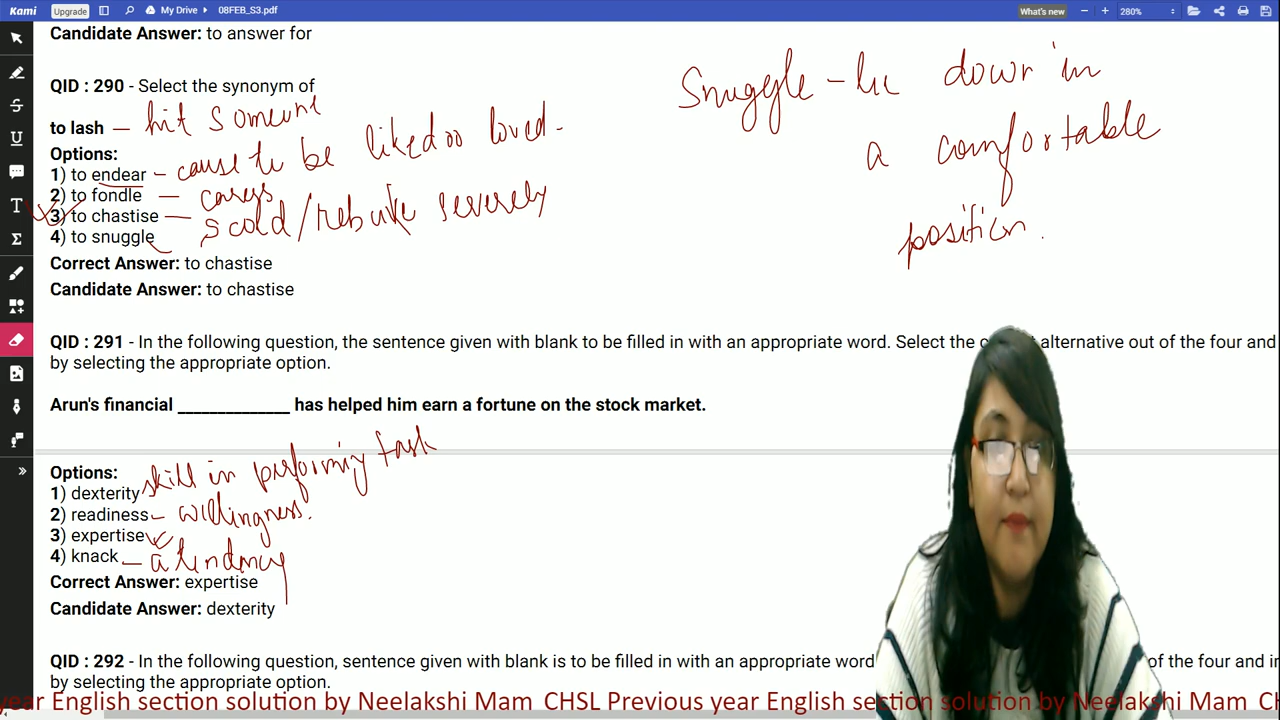 Kami Upgrade My Drive 08FEB_S3.pdf What's new 280%
Candidate Answer: to answer for
QID : 290 - Select the synonym of
to lash – hit someone
Options:
1) to endear – cause to be liked or loved.
2) to fondle – caress
3) to chastise – scold/rebuke severely
4) to snuggle
Correct Answer: to chastise
Candidate Answer: to chastise
Snuggle – lie down in
a comfortable
position.
QID : 291 - In the following question, the sentence given with blank to be filled in with an appropriate word. Select the alternative out of the four and
by selecting the appropriate option.
Arun's financial ______________ has helped him earn a fortune on the stock market.
Options: skill in performing task
1) dexterity
2) readiness – willingness.
3) expertise
4) knack – a tendency
Correct Answer: expertise
Candidate Answer: dexterity
QID : 292 - In the following question, sentence given with blank is to be filled in with an appropriate word of the four and in
by selecting the appropriate option.
year English section solution by Neelakshi Mam CHSL Previous year English section solution by Neelakshi Mam